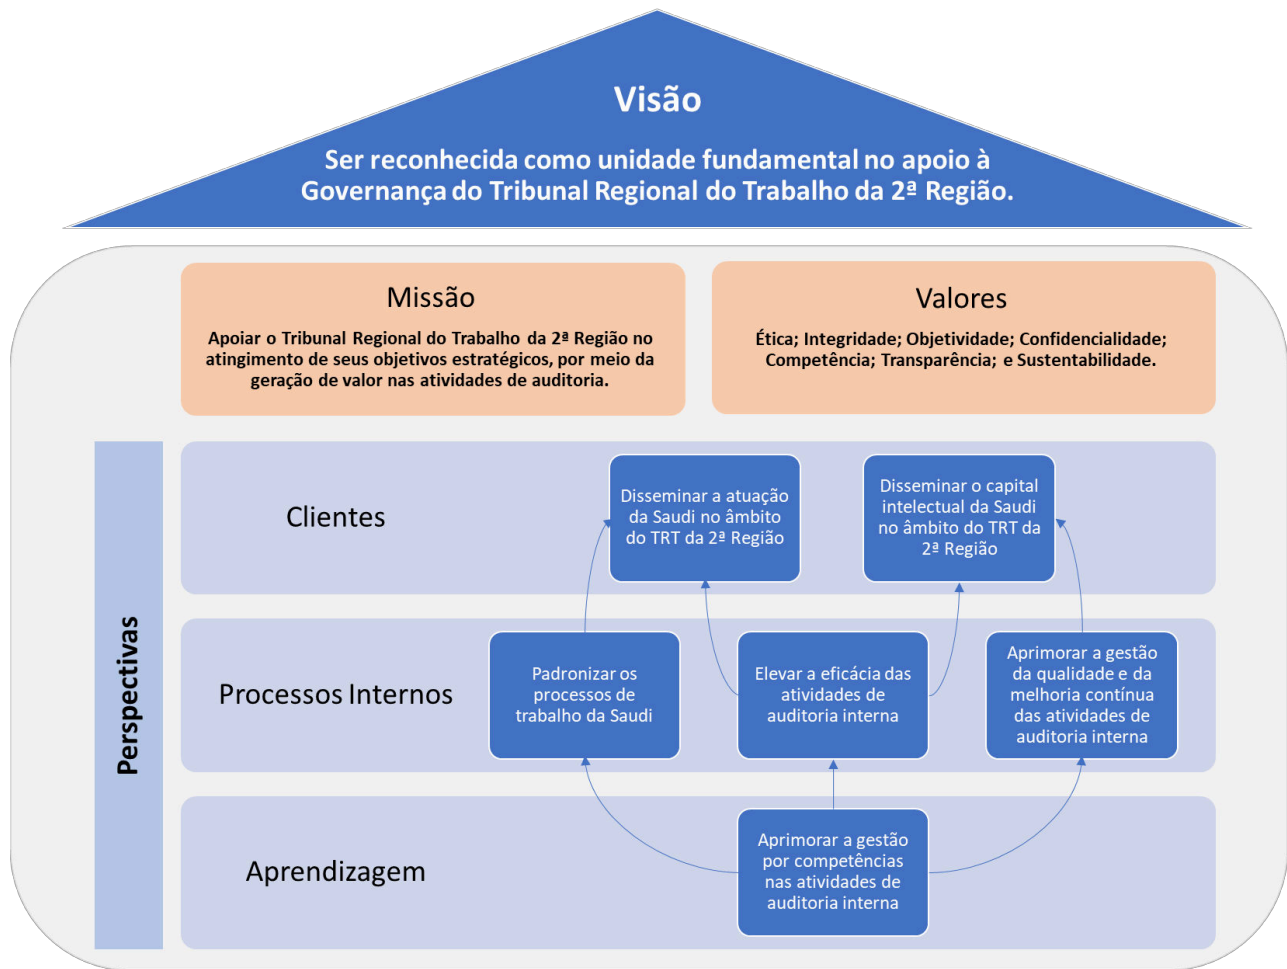 Visão
Ser reconhecida como unidade fundamental no apoio à
Governança do Tribunal Regional do Trabalho da 2ª Região.
Missão
Apoiar o Tribunal Regional do Trabalho da 2ª Região no
atingimento de seus objetivos estratégicos, por meio da
geração de valor nas atividades de auditoria.
Valores
Ética; Integridade; Objetividade; Confidencialidade;
Competência; Transparência; e Sustentabilidade.
Perspectivas
Clientes
Disseminar a atuação
da Saudi no âmbito
do TRT da 2ª Região
Disseminar o capital
intelectual da Saudi
no âmbito do TRT da
2ª Região
Processos Internos
Padronizar os
processos de
trabalho da Saudi
Elevar a eficácia das
atividades de
auditoria interna
Aprimorar a gestão
da qualidade e da
melhoria contínua
das atividades de
auditoria interna
Aprendizagem
Aprimorar a gestão
por competências
nas atividades de
auditoria interna